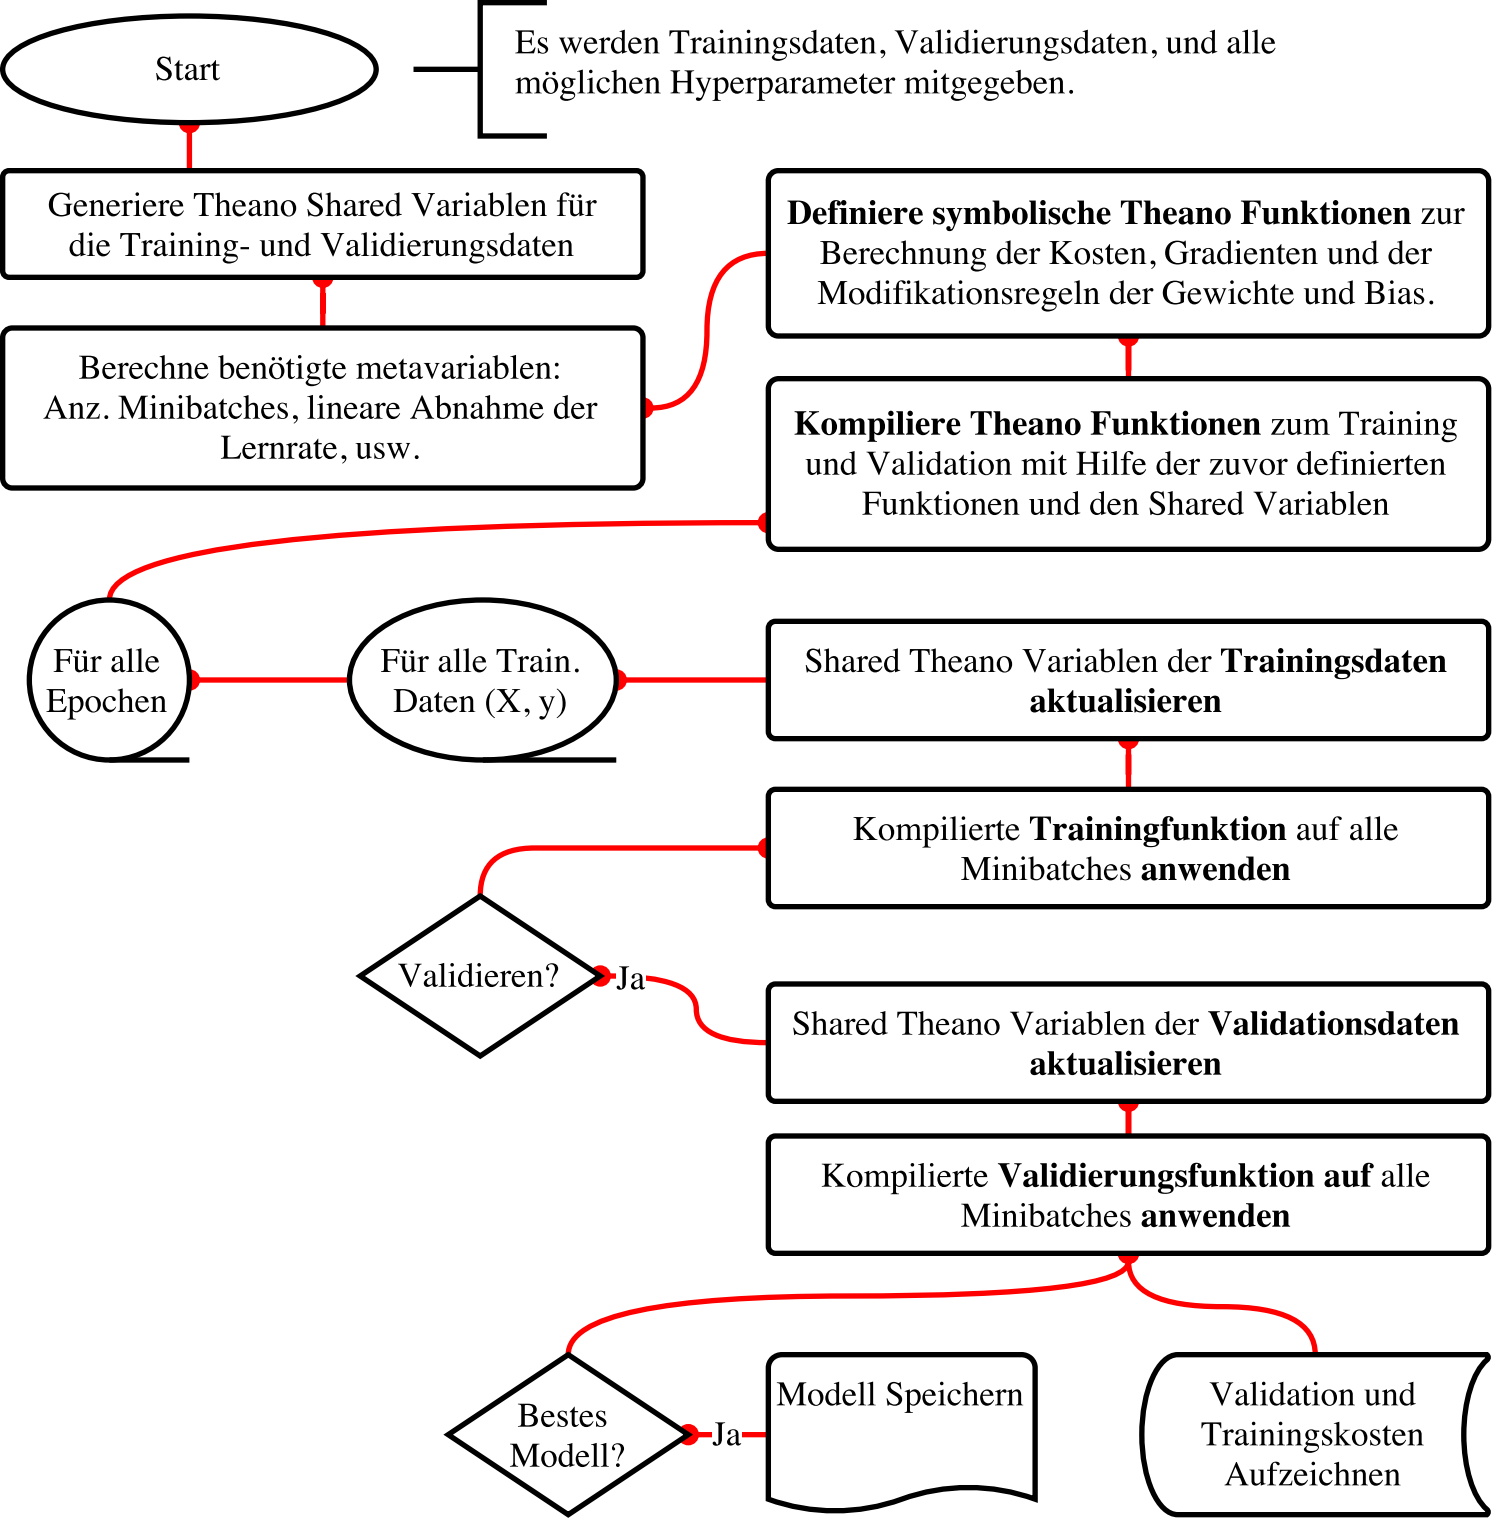 Start
Es werden Trainingsdaten, Validierungsdaten, und alle
möglichen Hyperparameter mitgegeben.
Generiere Theano Shared Variablen für
die Training- und Validierungsdaten
Berechne benötigte metavariablen:
Anz. Minibatches, lineare Abnahme der
Lernrate, usw.
Definiere symbolische Theano Funktionen zur
Berechnung der Kosten, Gradienten und der
Modifikationsregeln der Gewichte und Bias.
Kompiliere Theano Funktionen zum Training
und Validation mit Hilfe der zuvor definierten
Funktionen und den Shared Variablen
Für alle
Epochen
Für alle Train.
Daten (X, y)
Shared Theano Variablen der Trainingsdaten
aktualisieren
Kompilierte Trainingfunktion auf alle
Minibatches anwenden
Validieren?
Ja
Shared Theano Variablen der Validationsdaten
aktualisieren
Kompilierte Validierungsfunktion auf alle
Minibatches anwenden
Bestes
Modell?
Ja
Modell Speichern
Validation und
Trainingskosten
Aufzeichnen